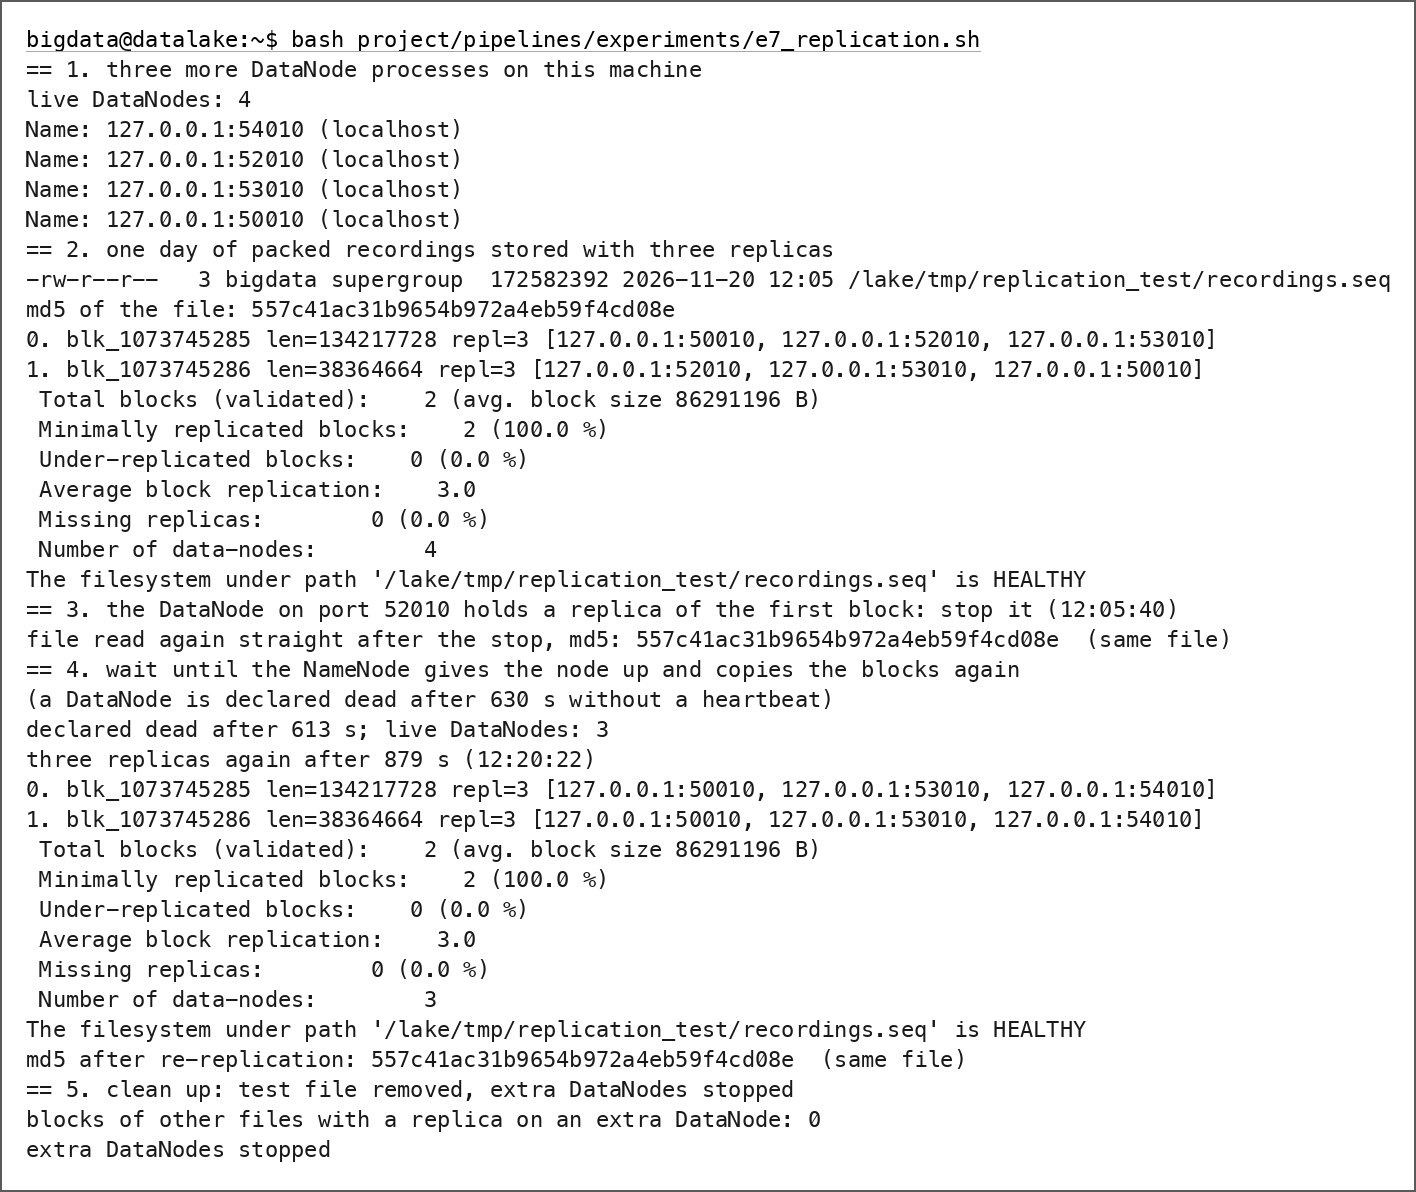 bigdata@datalake:~$ bash project/pipelines/experiments/e7_replication.sh
== 1. three more DataNode processes on this machine
live DataNodes: 4
Name: 127.0.0.1:54010 (localhost)
Name: 127.0.0.1:52010 (localhost)
Name: 127.0.0.1:53010 (localhost)
Name: 127.0.0.1:50010 (localhost)
== 2. one day of packed recordings stored with three replicas
-rw-r--r--   3 bigdata supergroup  172582392 2026-11-20 12:05 /lake/tmp/replication_test/recordings.seq
md5 of the file: 557c41ac31b9654b972a4eb59f4cd08e
0. blk_1073745285 len=134217728 repl=3 [127.0.0.1:50010, 127.0.0.1:52010, 127.0.0.1:53010]
1. blk_1073745286 len=38364664 repl=3 [127.0.0.1:52010, 127.0.0.1:53010, 127.0.0.1:50010]
 Total blocks (validated):    2 (avg. block size 86291196 B)
 Minimally replicated blocks:    2 (100.0 %)
 Under-replicated blocks:    0 (0.0 %)
 Average block replication:    3.0
 Missing replicas:        0 (0.0 %)
 Number of data-nodes:        4
The filesystem under path '/lake/tmp/replication_test/recordings.seq' is HEALTHY
== 3. the DataNode on port 52010 holds a replica of the first block: stop it (12:05:40)
file read again straight after the stop, md5: 557c41ac31b9654b972a4eb59f4cd08e  (same file)
== 4. wait until the NameNode gives the node up and copies the blocks again
(a DataNode is declared dead after 630 s without a heartbeat)
declared dead after 613 s; live DataNodes: 3
three replicas again after 879 s (12:20:22)
0. blk_1073745285 len=134217728 repl=3 [127.0.0.1:50010, 127.0.0.1:53010, 127.0.0.1:54010]
1. blk_1073745286 len=38364664 repl=3 [127.0.0.1:50010, 127.0.0.1:53010, 127.0.0.1:54010]
 Total blocks (validated):    2 (avg. block size 86291196 B)
 Minimally replicated blocks:    2 (100.0 %)
 Under-replicated blocks:    0 (0.0 %)
 Average block replication:    3.0
 Missing replicas:        0 (0.0 %)
 Number of data-nodes:        3
The filesystem under path '/lake/tmp/replication_test/recordings.seq' is HEALTHY
md5 after re-replication: 557c41ac31b9654b972a4eb59f4cd08e  (same file)
== 5. clean up: test file removed, extra DataNodes stopped
blocks of other files with a replica on an extra DataNode: 0
extra DataNodes stopped